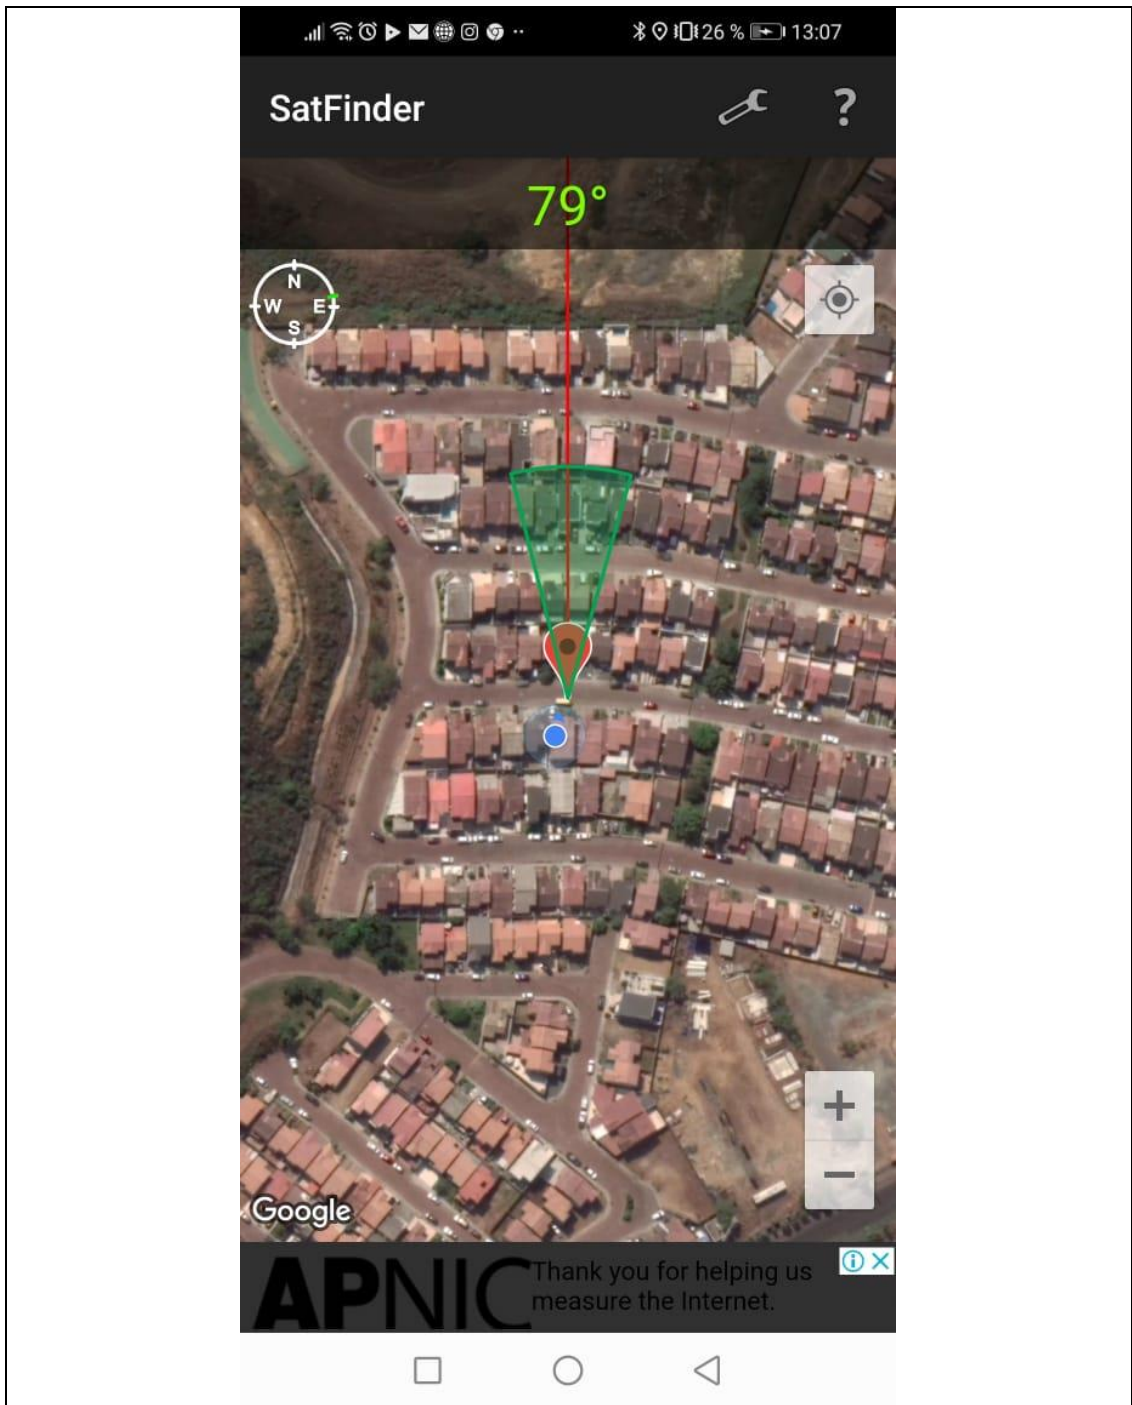 26 % 13:07
SatFinder ?
79°
N
W E
S
+
−
Google
APNIC
Thank you for helping us
measure the Internet.